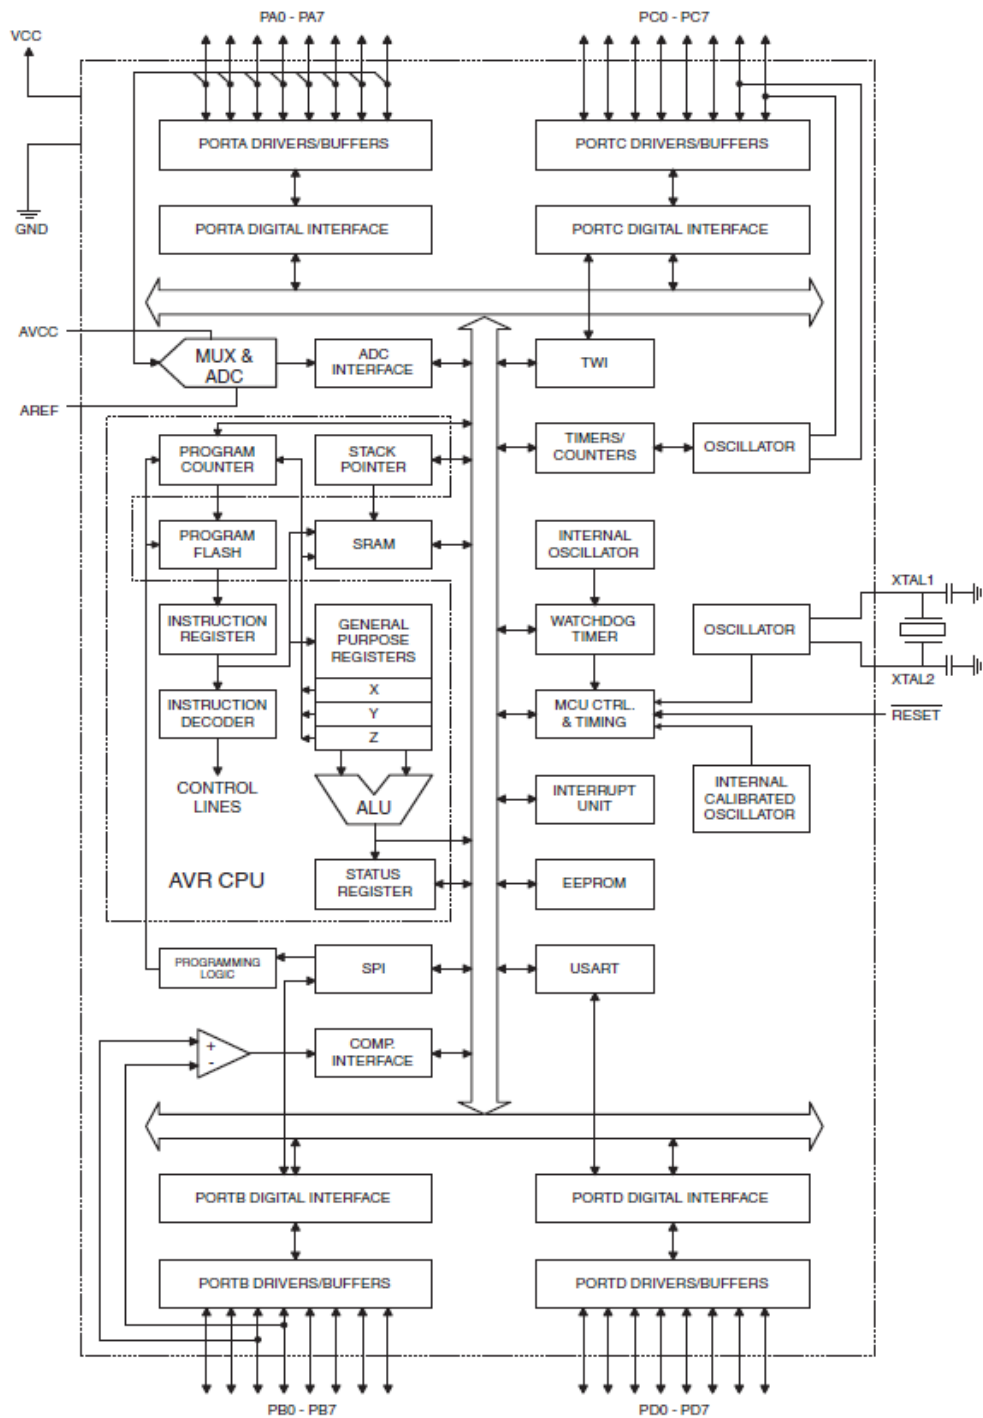 PA0 - PA7
PC0 - PC7
VCC
PORTA DRIVERS/BUFFERS
PORTC DRIVERS/BUFFERS
GND
PORTA DIGITAL INTERFACE
PORTC DIGITAL INTERFACE
AVCC
MUX &
ADC
ADC
INTERFACE
TWI
AREF
PROGRAM
COUNTER
STACK
POINTER
TIMERS/
COUNTERS
OSCILLATOR
PROGRAM
FLASH
SRAM
INTERNAL
OSCILLATOR
XTAL1
INSTRUCTION
REGISTER
GENERAL
PURPOSE
REGISTERS
WATCHDOG
TIMER
OSCILLATOR
XTAL2
X
Y
Z
INSTRUCTION
DECODER
MCU CTRL.
& TIMING
RESET
CONTROL
LINES
ALU
INTERRUPT
UNIT
INTERNAL
CALIBRATED
OSCILLATOR
AVR CPU
STATUS
REGISTER
EEPROM
PROGRAMMING
LOGIC
SPI
USART
+
-
COMP.
INTERFACE
PORTB DIGITAL INTERFACE
PORTD DIGITAL INTERFACE
PORTB DRIVERS/BUFFERS
PORTD DRIVERS/BUFFERS
PB0 - PB7
PD0 - PD7